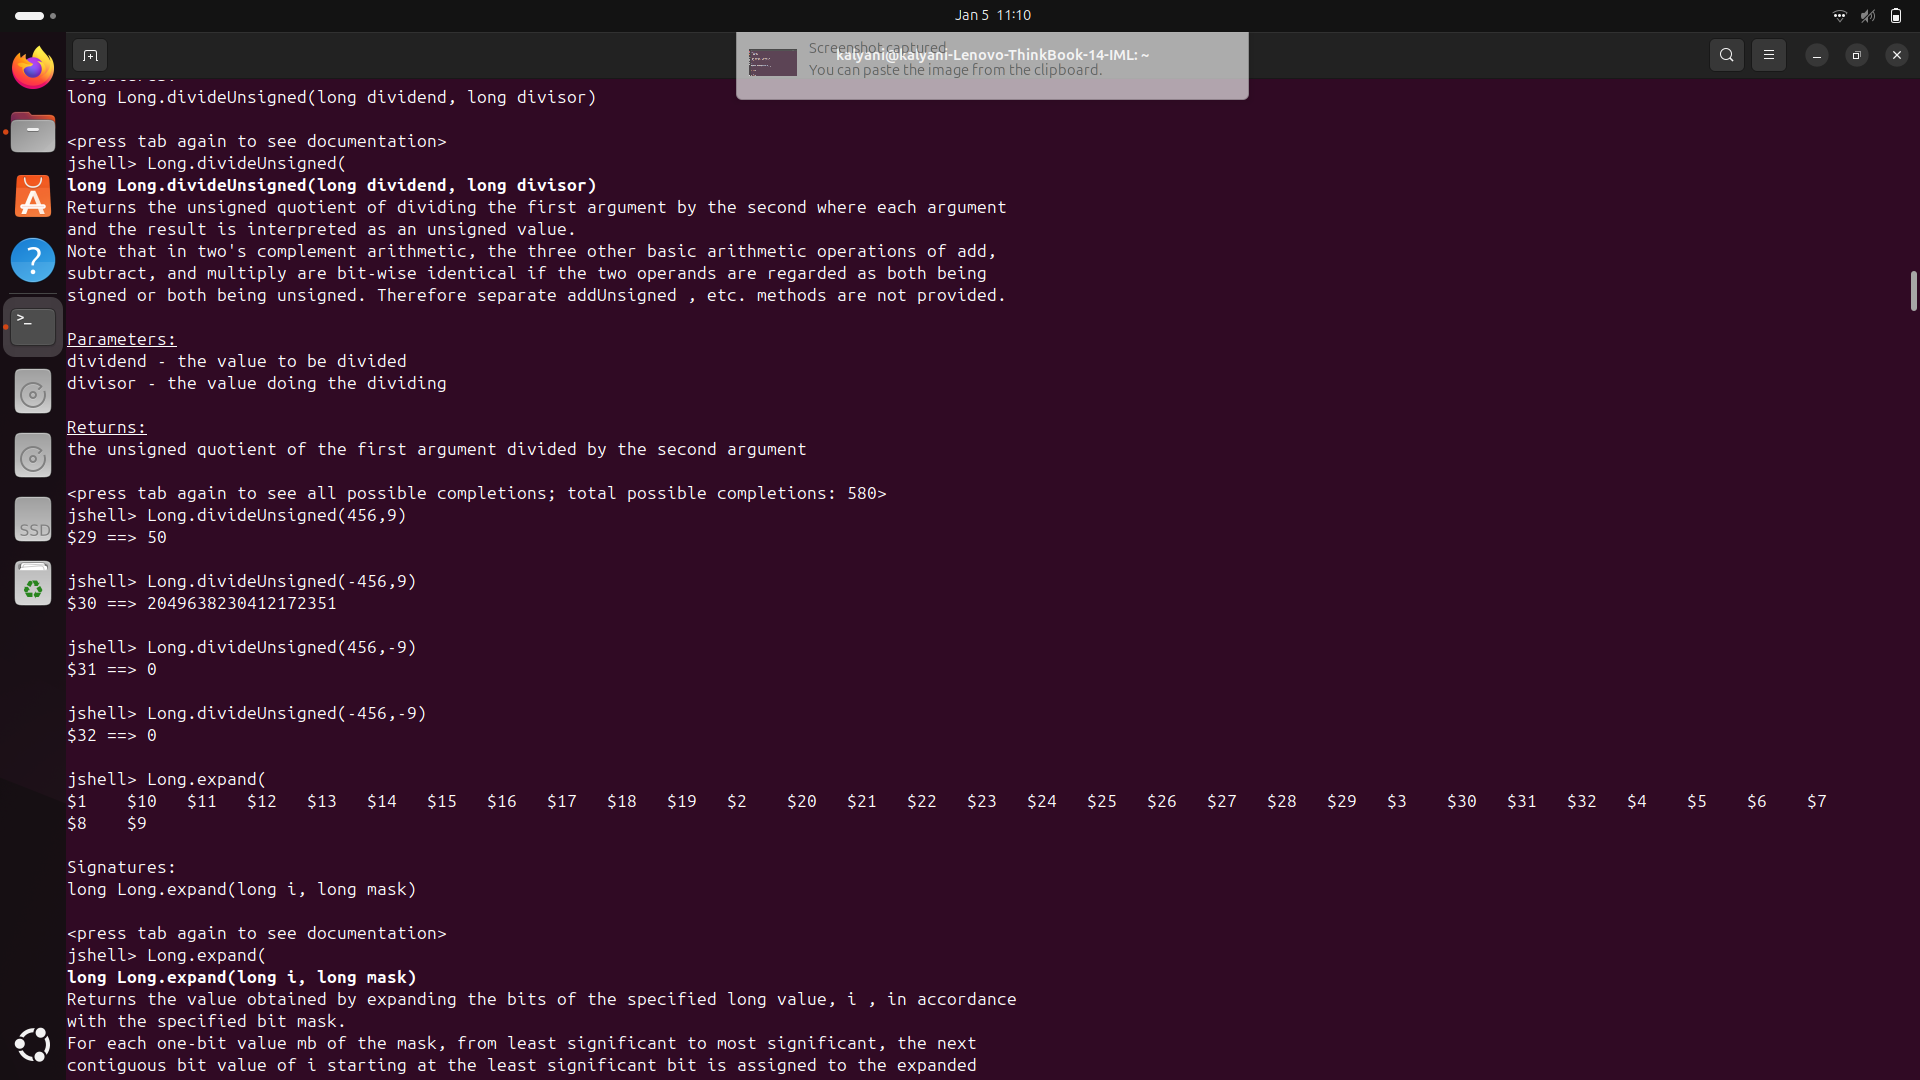 Jan 5 11:10
Screenshot captured
You can paste the image from the clipboard.
kalyani@kalyani-Lenovo-ThinkBook-14-IML: ~
Signatures:
long Long.divideUnsigned(long dividend, long divisor)
<press tab again to see documentation>
jshell> Long.divideUnsigned(
long Long.divideUnsigned(long dividend, long divisor)
Returns the unsigned quotient of dividing the first argument by the second where each argument
and the result is interpreted as an unsigned value.
Note that in two's complement arithmetic, the three other basic arithmetic operations of add,
subtract, and multiply are bit-wise identical if the two operands are regarded as both being
signed or both being unsigned. Therefore separate addUnsigned , etc. methods are not provided.
Parameters:
dividend - the value to be divided
divisor - the value doing the dividing
Returns:
the unsigned quotient of the first argument divided by the second argument
<press tab again to see all possible completions; total possible completions: 580>
jshell> Long.divideUnsigned(456,9)
$29 ==> 50
jshell> Long.divideUnsigned(-456,9)
$30 ==> 2049638230412172351
jshell> Long.divideUnsigned(456,-9)
$31 ==> 0
jshell> Long.divideUnsigned(-456,-9)
$32 ==> 0
jshell> Long.expand(
$1 $10 $11 $12 $13 $14 $15 $16 $17 $18 $19 $2 $20 $21 $22 $23 $24 $25 $26 $27 $28 $29 $3 $30 $31 $32 $4 $5 $6 $7
$8 $9
Signatures:
long Long.expand(long i, long mask)
<press tab again to see documentation>
jshell> Long.expand(
long Long.expand(long i, long mask)
Returns the value obtained by expanding the bits of the specified long value, i , in accordance
with the specified bit mask.
For each one-bit value mb of the mask, from least significant to most significant, the next
contiguous bit value of i starting at the least significant bit is assigned to the expanded
SSD